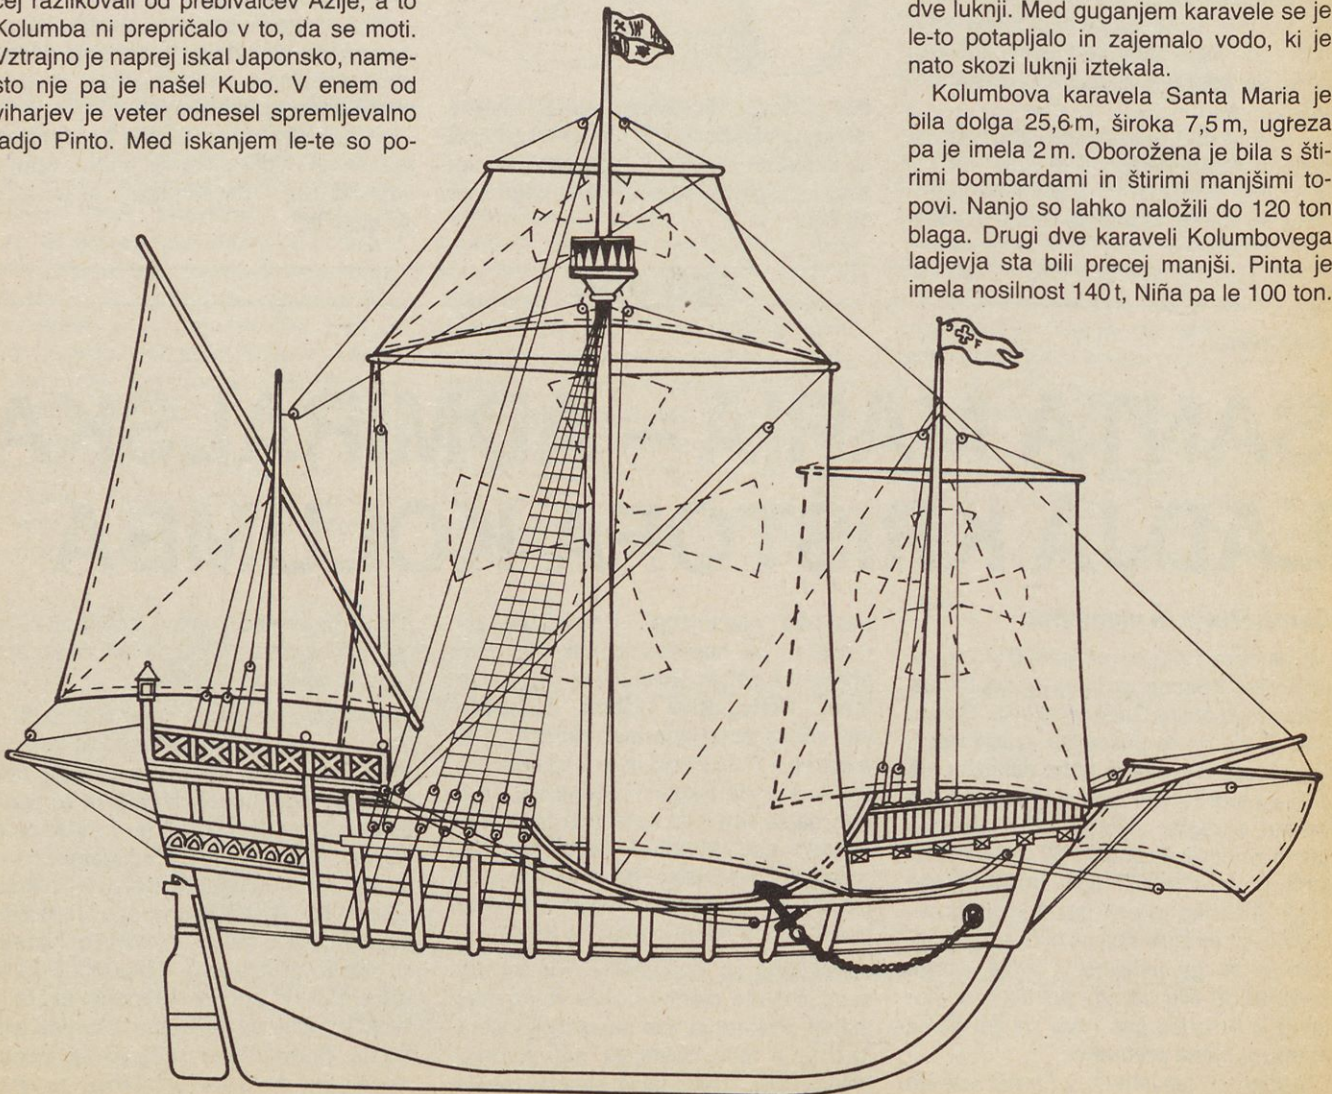 cej razlikovali od prebivalcev Azije, a to
Kolumba ni prepričalo v to, da se moti.
Vztrajno je naprej iskal Japonsko, name-
sto nje pa je našel Kubo. V enem od
viharjev je veter odnesel spremljevalno
ladjo Pinto. Med iskanjem le-te so po-
dve luknji. Med guganjem karavele se je
le-to potapljalo in zajemalo vodo, ki je
nato skozi luknji iztekala.
Kolumbova karavela Santa Maria je
bila dolga 25,6 m, široka 7,5 m, ugreza
pa je imela 2 m. Oborožena je bila s šti-
rimi bombardami in štirimi manjšimi to-
povi. Nanjo so lahko naložili do 120 ton
blaga. Drugi dve karaveli Kolumbovega
ladjevja sta bili precej manjši. Pinta je
imela nosilnost 140 t, Niña pa le 100 ton.